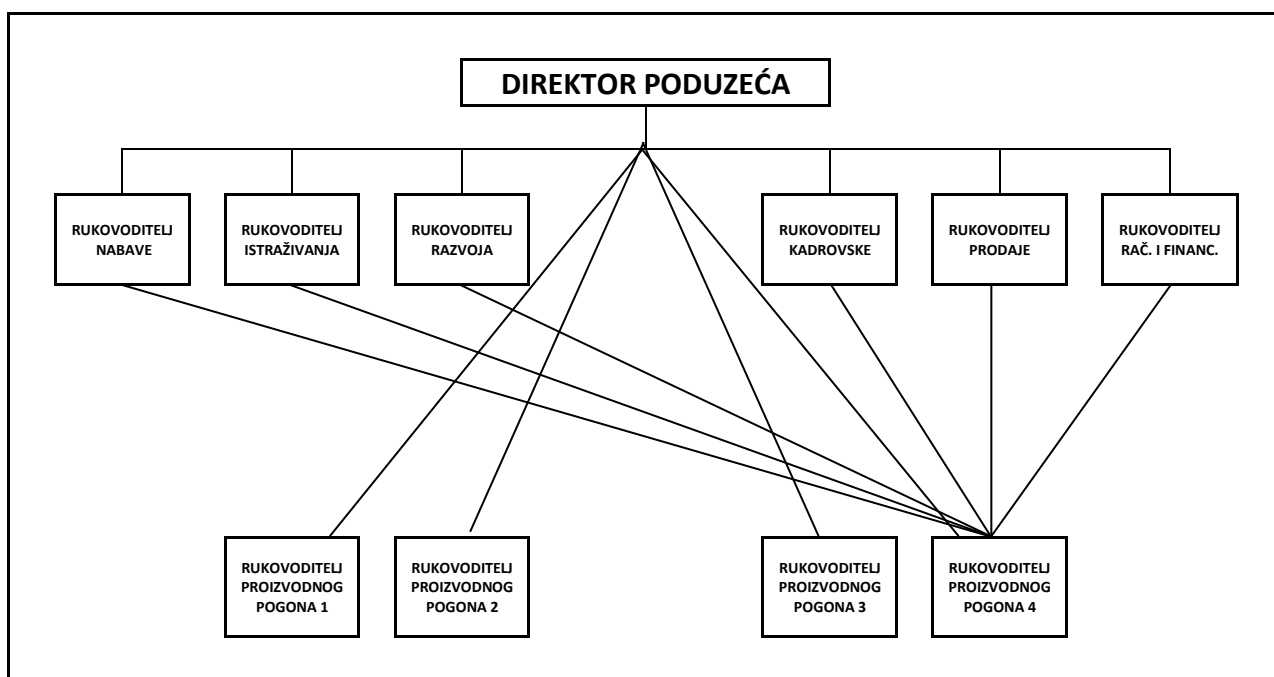 DIREKTOR PODUZEĆA
RUKOVODITELJ
NABAVE
RUKOVODITELJ
ISTRAŽIVANJA
RUKOVODITELJ
RAZVOJA
RUKOVODITELJ
KADROVSKE
RUKOVODITELJ
PRODAJE
RUKOVODITELJ
RAČ. I FINANC.
RUKOVODITELJ
PROIZVODNOG
POGONA 1
RUKOVODITELJ
PROIZVODNOG
POGONA 2
RUKOVODITELJ
PROIZVODNOG
POGONA 3
RUKOVODITELJ
PROIZVODNOG
POGONA 4